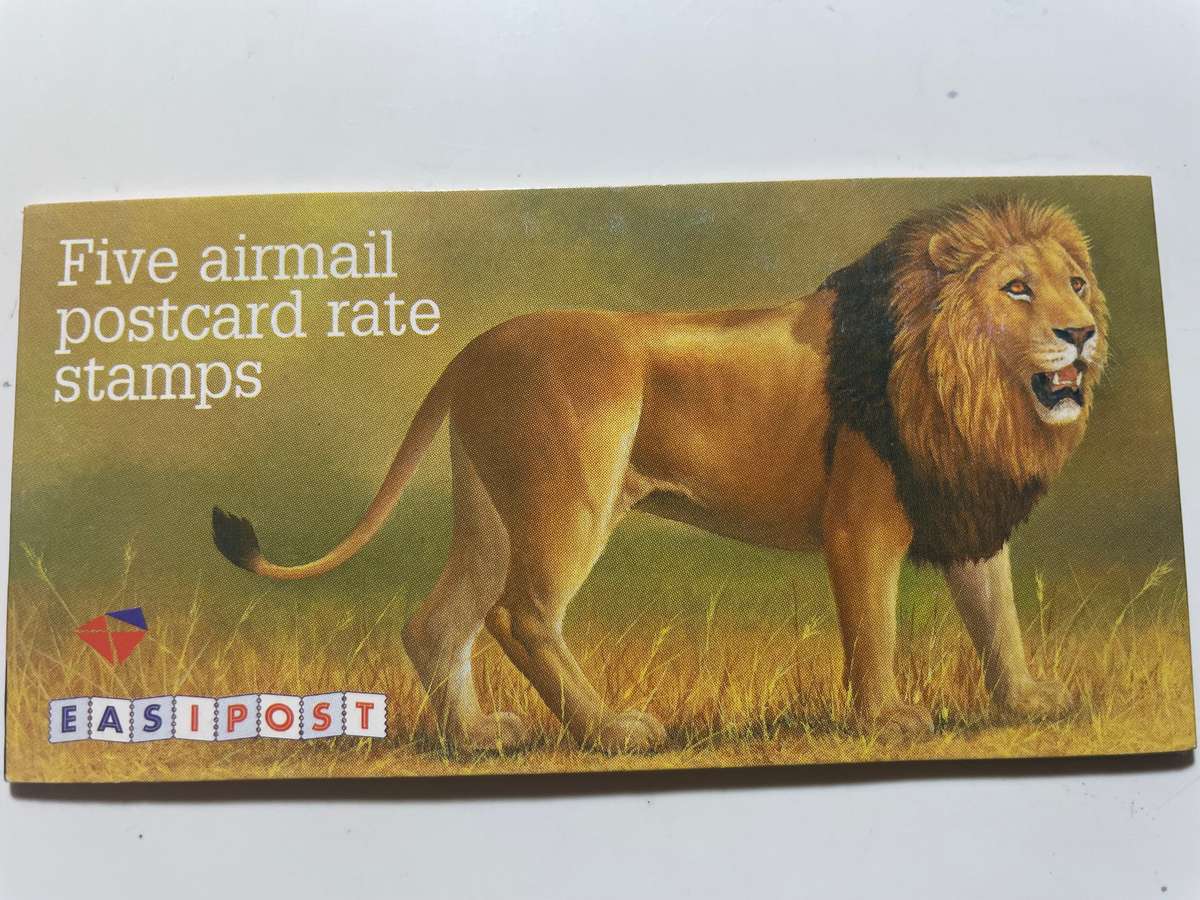 Five airmail
postcard rate
stamps
EASIPOST